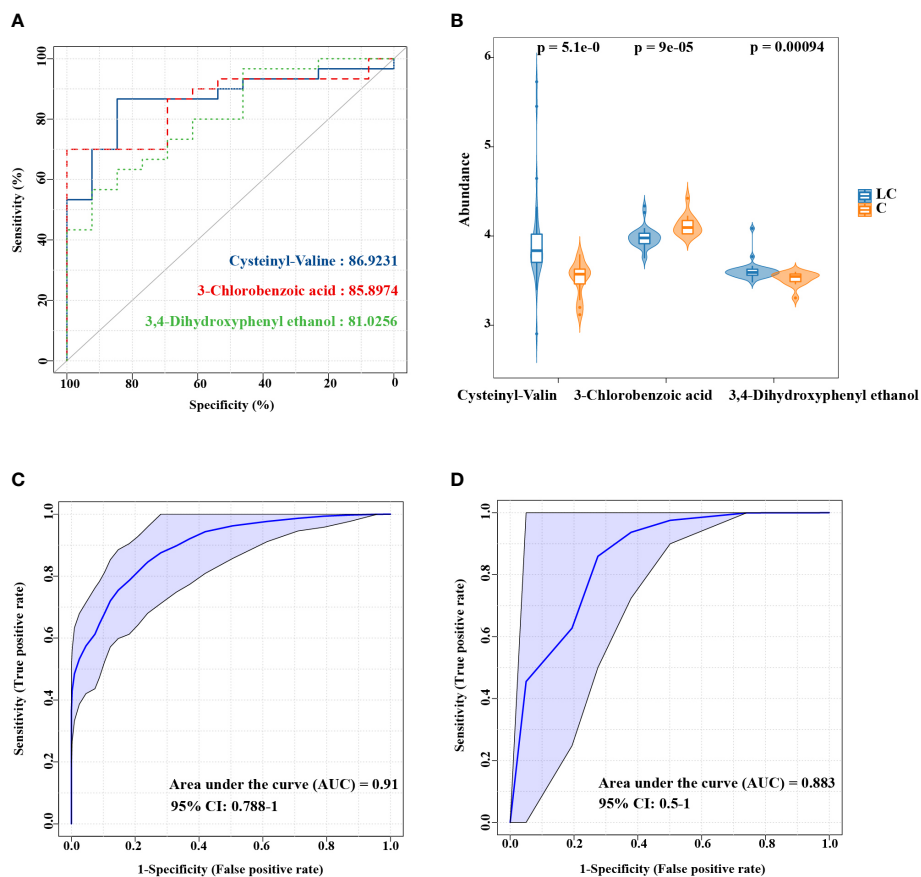 A
Sensitivity (%)
100
80
60
40
20
0
Cysteinyl-Valine : 86.9231
3-Chlorobenzoic acid : 85.8974
3,4-Dihydroxyphenyl ethanol : 81.0256
100 80 60 40 20 0
Specificity (%)
B
Abundance
6
5
4
3
p = 5.1e-0 p = 9e-05 p = 0.00094
LC
C
Cysteinyl-Valin 3-Chlorobenzoic acid 3,4-Dihydroxyphenyl ethanol
C
Sensitivity (True positive rate)
1.0
0.8
0.6
0.4
0.2
0.0
Area under the curve (AUC) = 0.91
95% CI: 0.788-1
0.0 0.2 0.4 0.6 0.8 1.0
1-Specificity (False positive rate)
D
Sensitivity (True positive rate)
1.0
0.8
0.6
0.4
0.2
0.0
Area under the curve (AUC) = 0.883
95% CI: 0.5-1
0.0 0.2 0.4 0.6 0.8 1.0
1-Specificity (False positive rate)